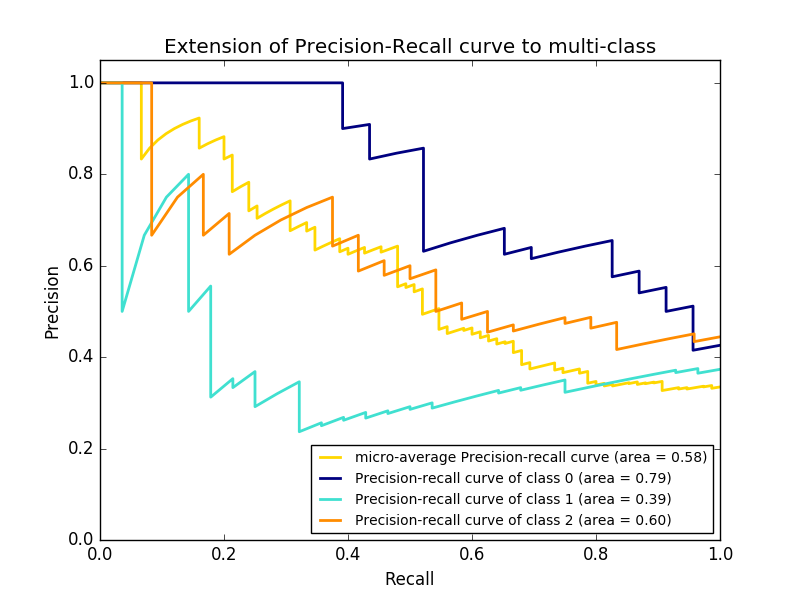 Extension of Precision-Recall curve to multi-class
1.0
0.8
0.6
0.4
0.2
0.0
Precision
micro-average Precision-recall curve (area = 0.58)
Precision-recall curve of class 0 (area = 0.79)
Precision-recall curve of class 1 (area = 0.39)
Precision-recall curve of class 2 (area = 0.60)
0.0 0.2 0.4 0.6 0.8 1.0
Recall